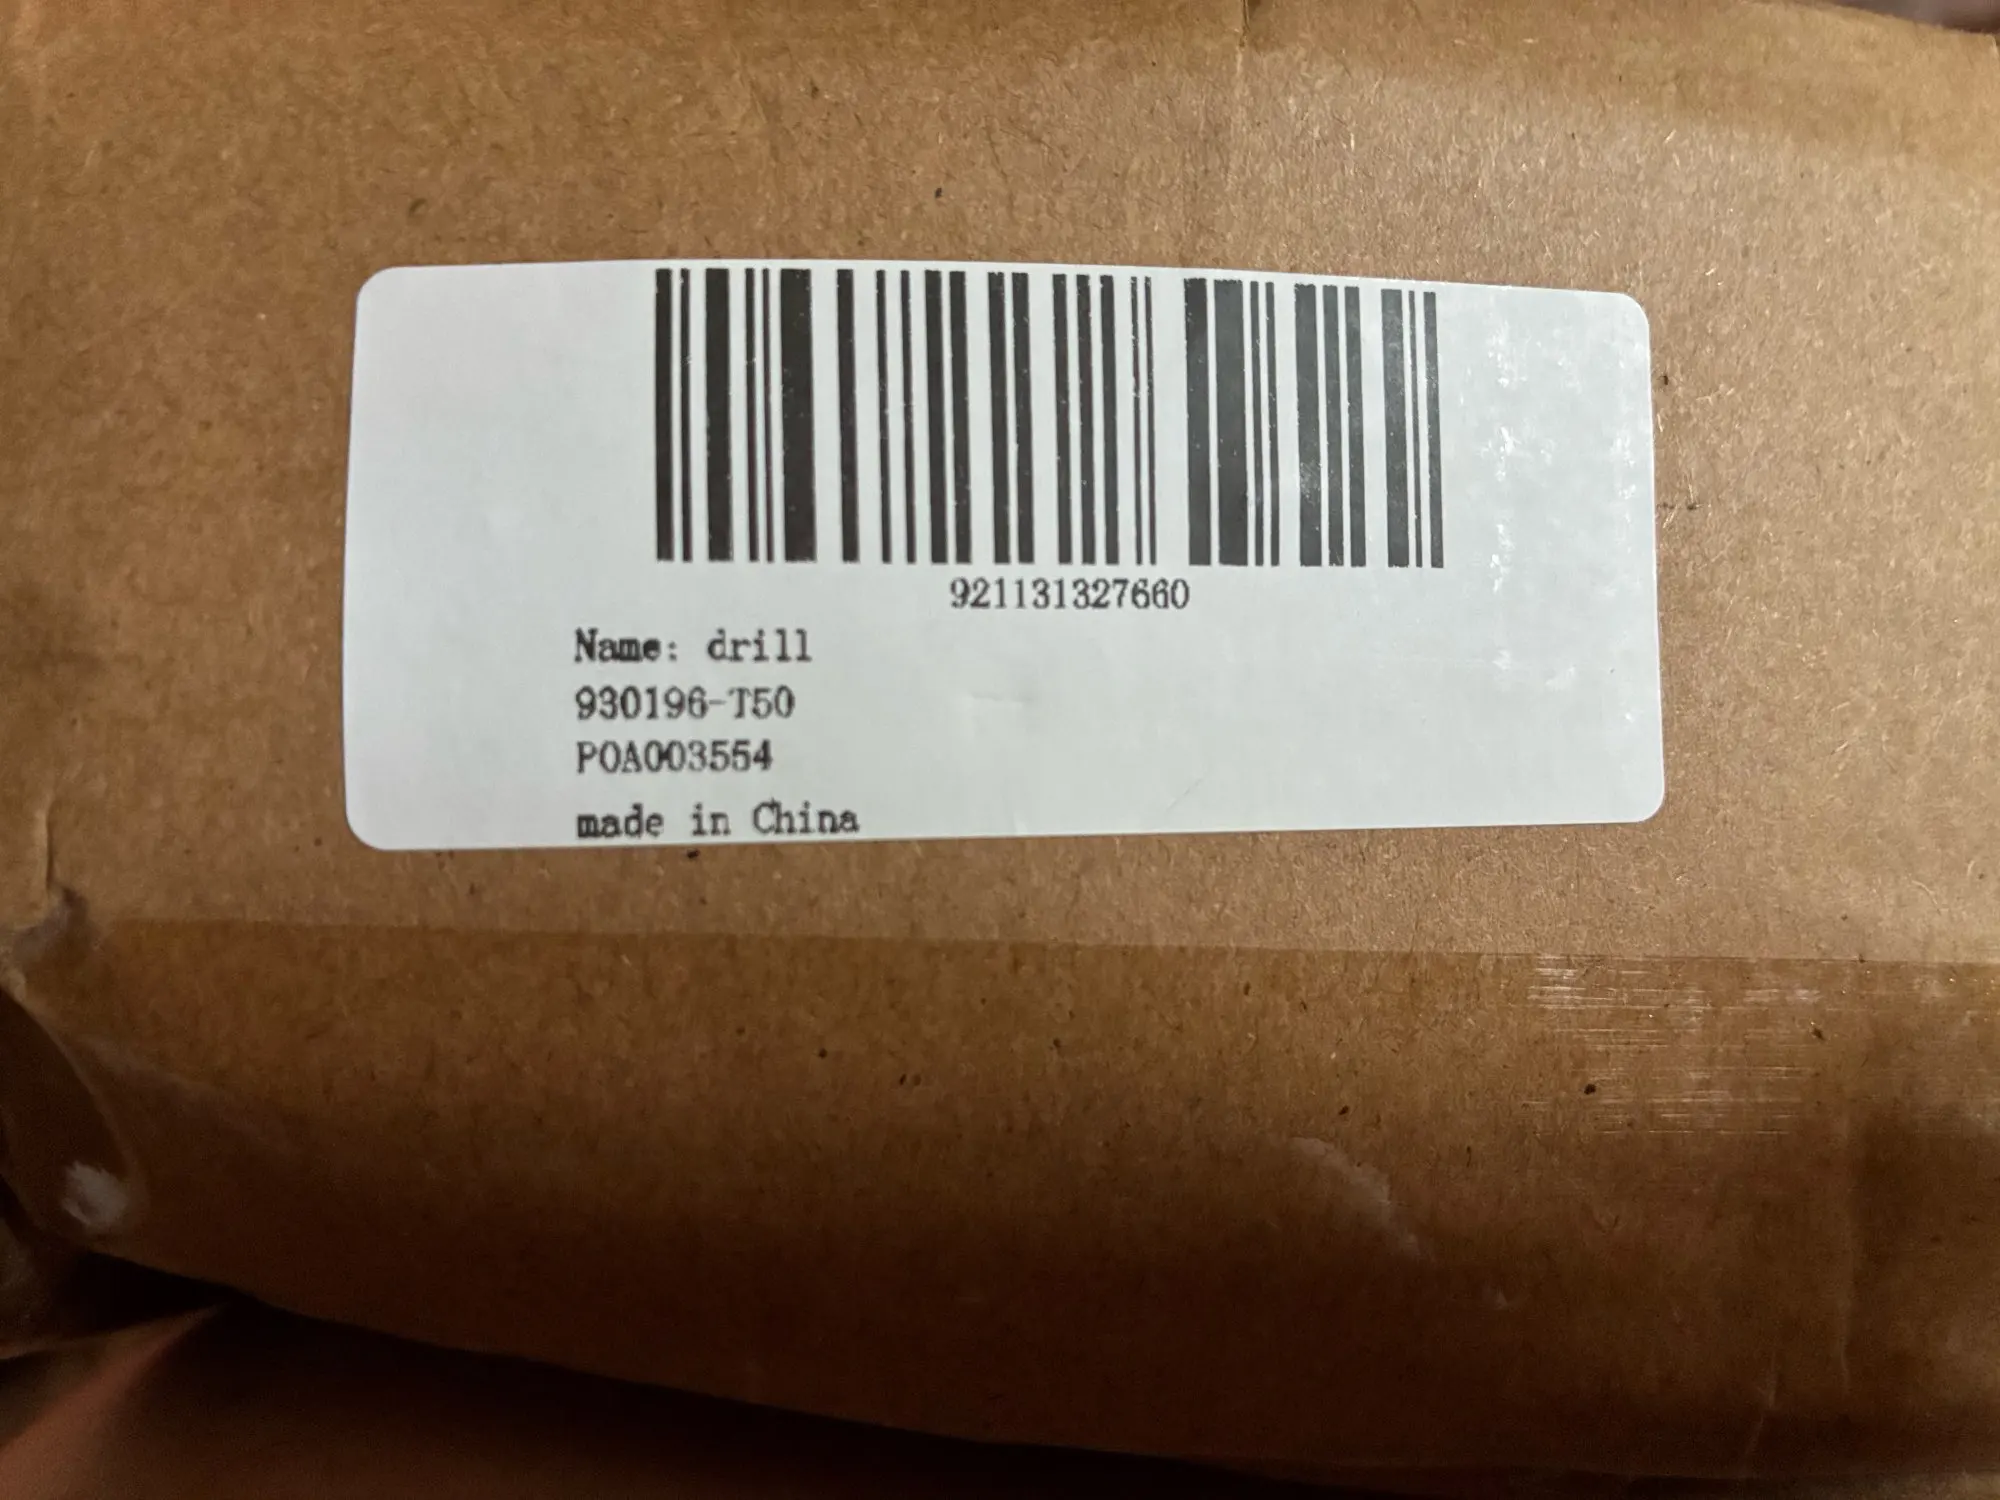 921131327660
Name: drill
930196-T50
POA003554
made in China